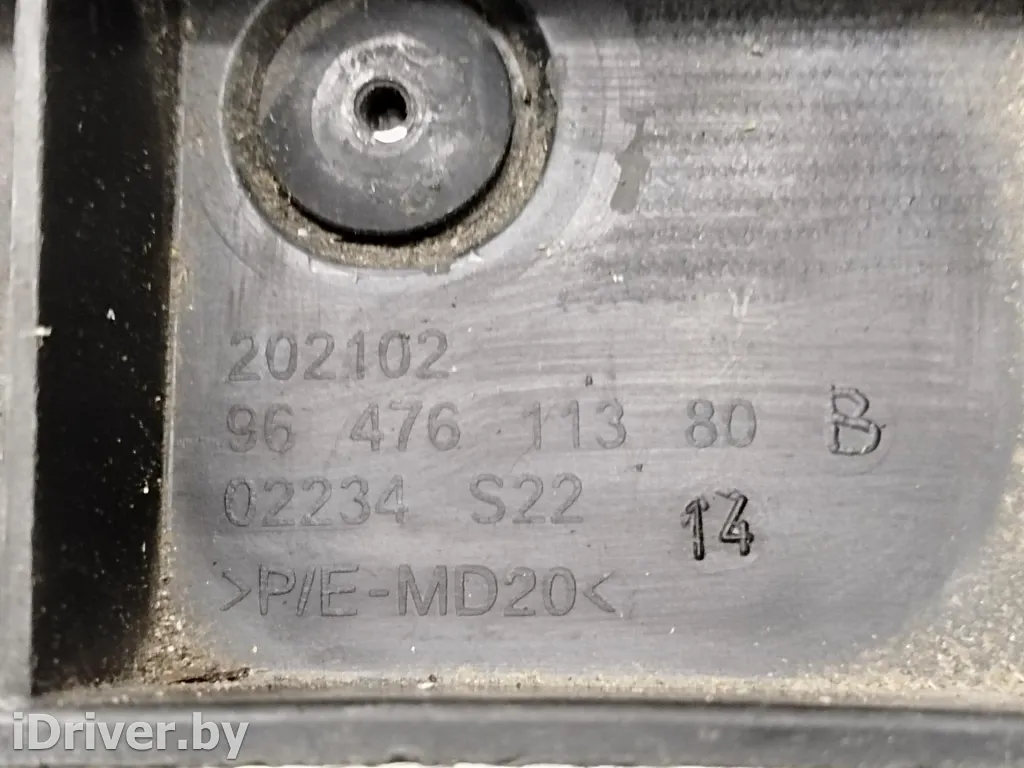 202102
96 476 113 80 B
02234 S22
14
>P/E-MD20<
iDriver.by